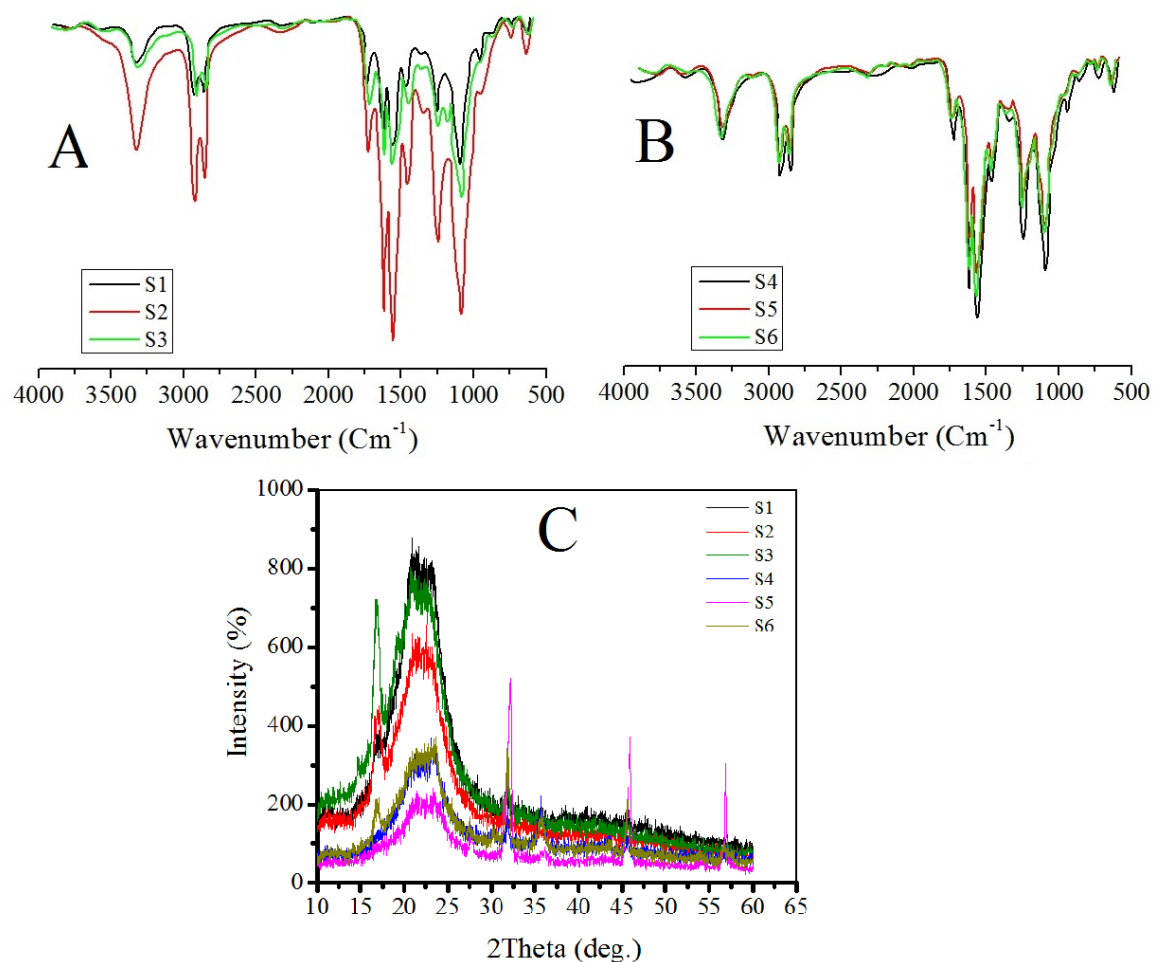 A
S1
S2
S3
4000 3500 3000 2500 2000 1500 1000 500
Wavenumber (Cm⁻¹)
B
S4
S5
S6
4000 3500 3000 2500 2000 1500 1000 500
Wavenumber (Cm⁻¹)
C
1000
800
600
400
200
0
Intensity (%)
S1
S2
S3
S4
S5
S6
10 15 20 25 30 35 40 45 50 55 60 65
2Theta (deg.)